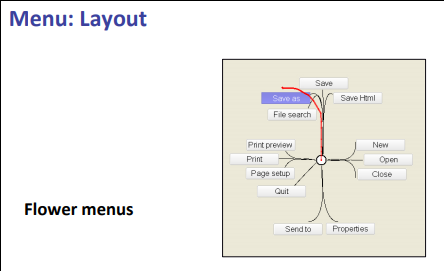 Menu: Layout
Save
Save as
Save Html
File search
Print preview
New
Print
Open
Page setup
Close
Quit
Flower menus
Send to
Properties